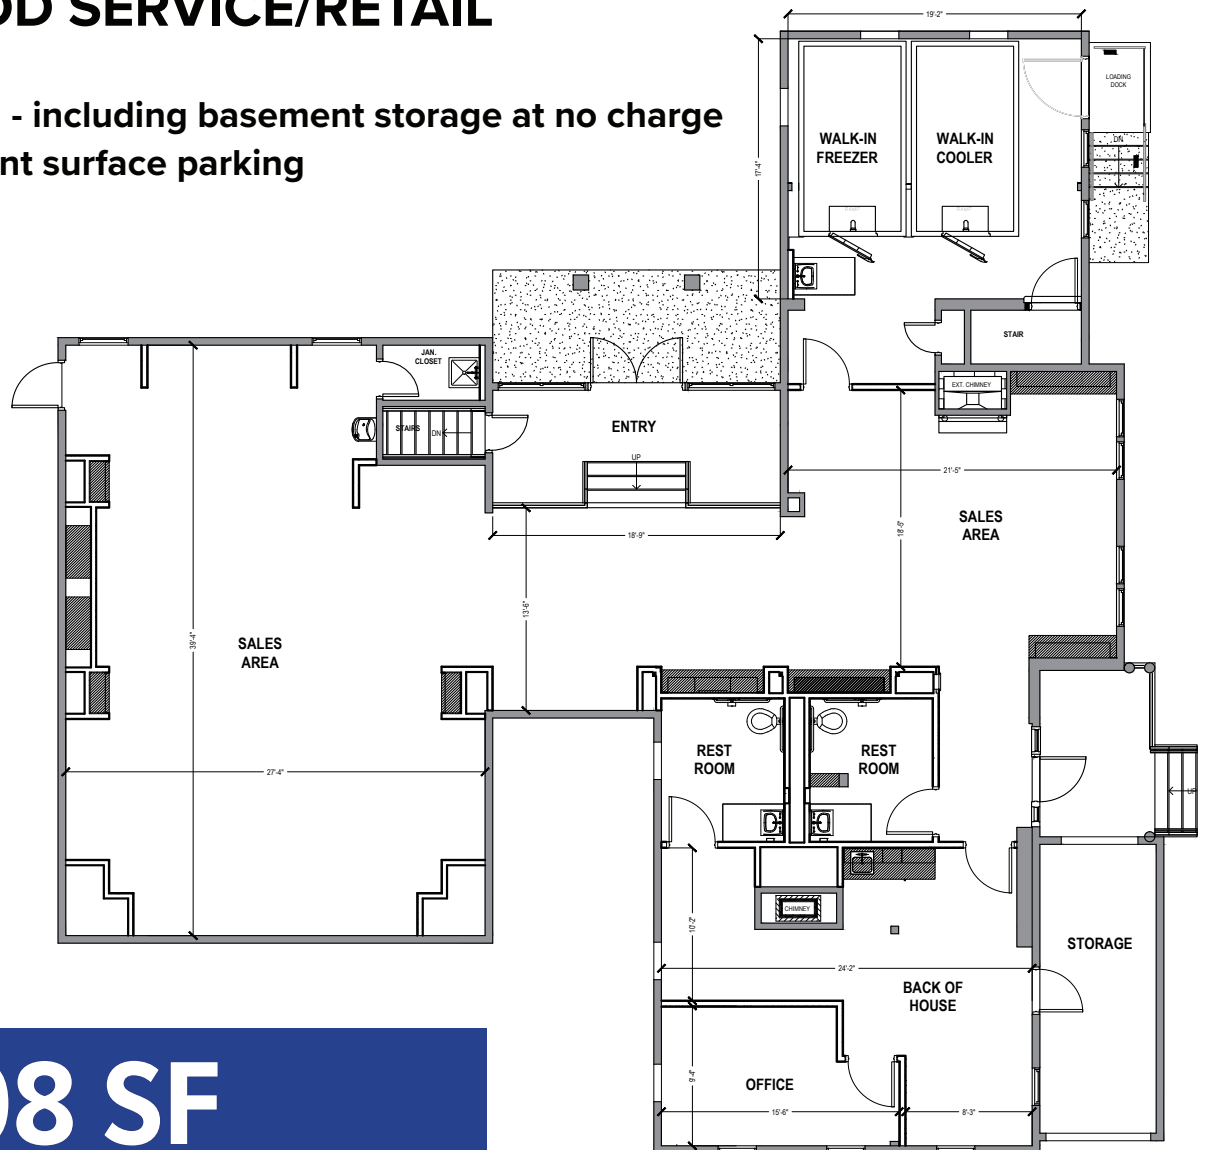 OD SERVICE/RETAIL
- including basement storage at no charge
nt surface parking
19'-2"
LOADING
DOCK
DN
WALK-IN
FREEZER
WALK-IN
COOLER
17'-4"
STAIR
JAN.
CLOSET
EXT. CHIMNEY
STAIRS
DN
ENTRY
UP
21'-5"
18'-9"
18'-6"
SALES
AREA
13'-6"
39'-4"
SALES
AREA
27'-4"
REST
ROOM
REST
ROOM
UP
CHIMNEY
10'-2"
STORAGE
24'-2"
BACK OF
HOUSE
9'-4"
OFFICE
15'-6"
8'-3"
08 SF